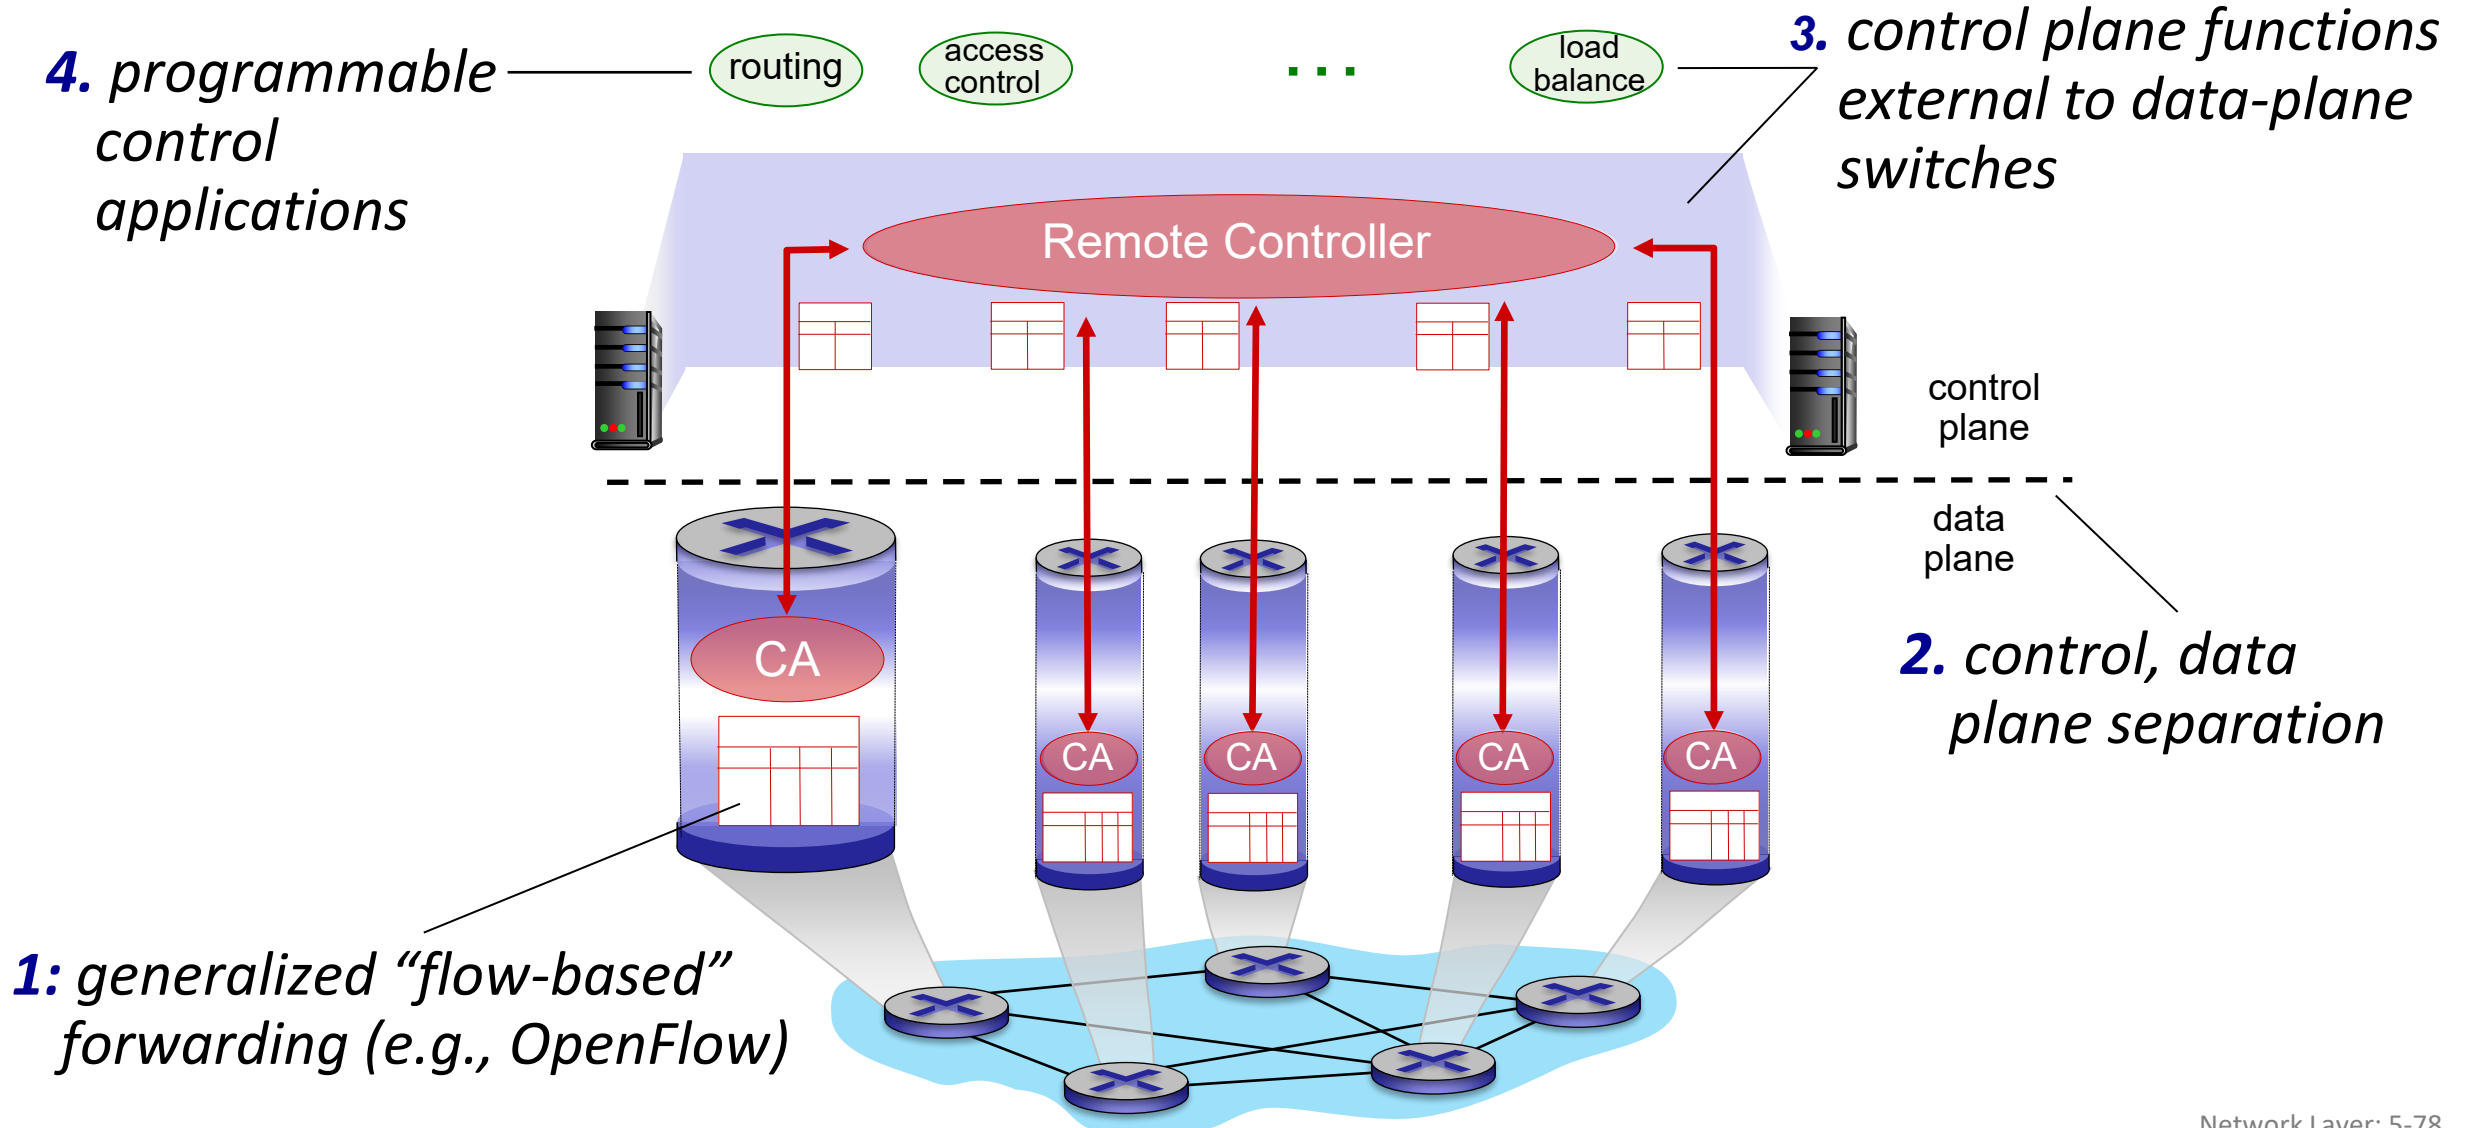 4. programmable
control
applications
routing
access
control
...
load
balance
3. control plane functions
external to data-plane
switches
Remote Controller
control
plane
data
plane
CA
CA
CA
CA
CA
2. control, data
plane separation
1: generalized “flow-based”
forwarding (e.g., OpenFlow)
Network Layer: 5-78